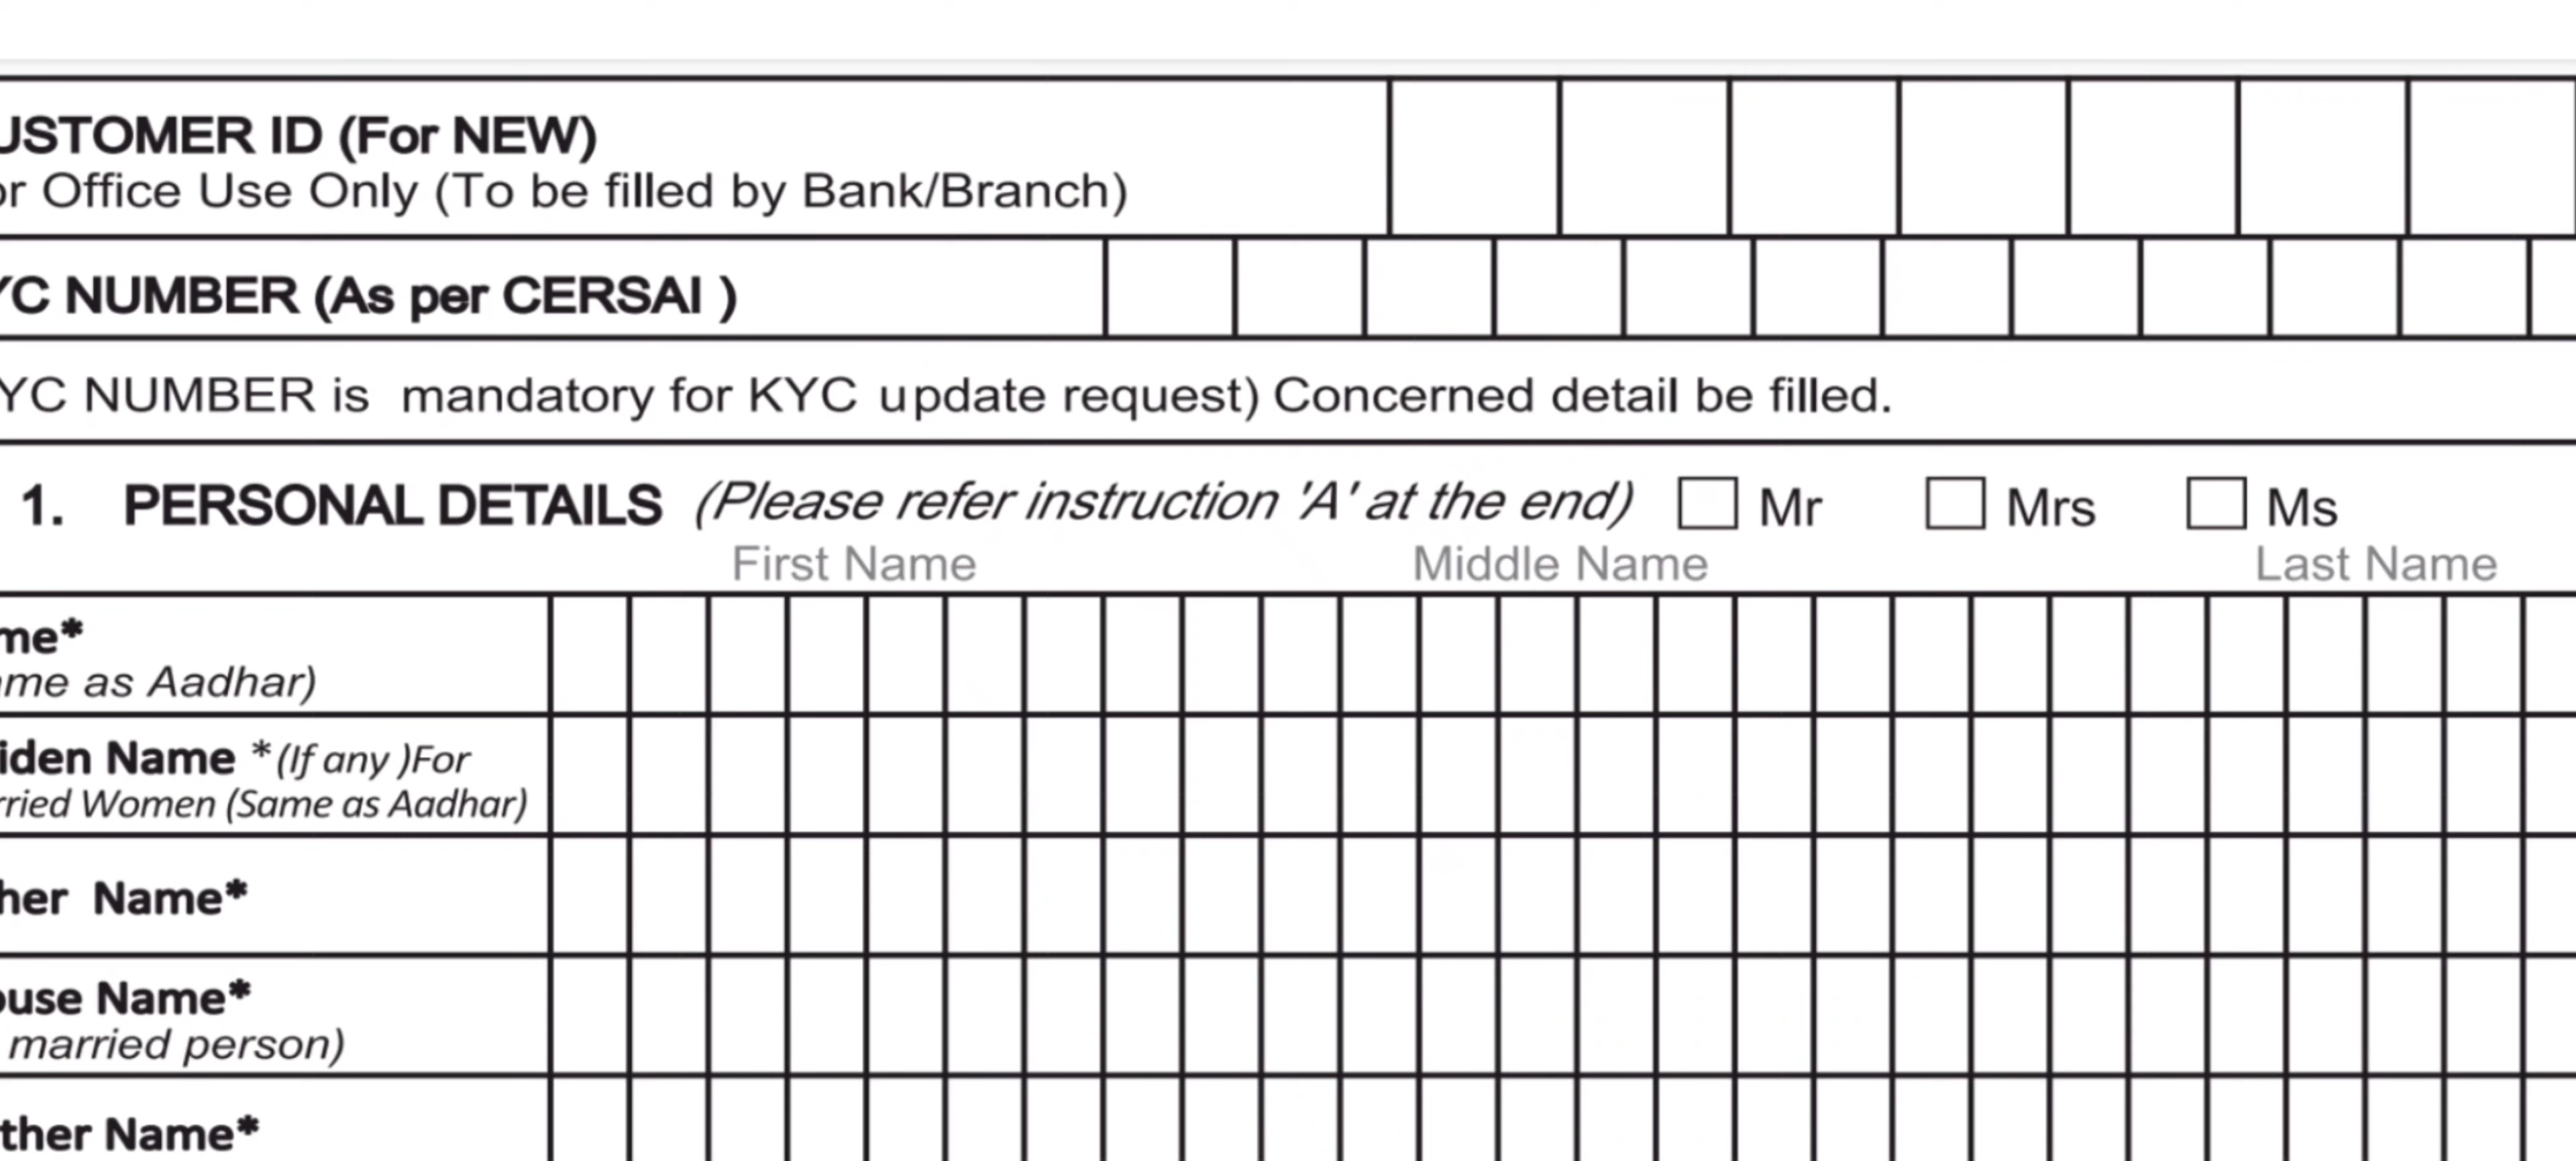 USTOMER ID (For NEW)
or Office Use Only (To be filled by Bank/Branch)
YC NUMBER (As per CERSAI )
YC NUMBER is mandatory for KYC update request) Concerned detail be filled.
1. PERSONAL DETAILS (Please refer instruction 'A' at the end) Mr Mrs Ms
First Name Middle Name Last Name
me*
ame as Aadhar)
iden Name *(If any )For
rried Women (Same as Aadhar)
her Name*
ouse Name*
married person)
ther Name*